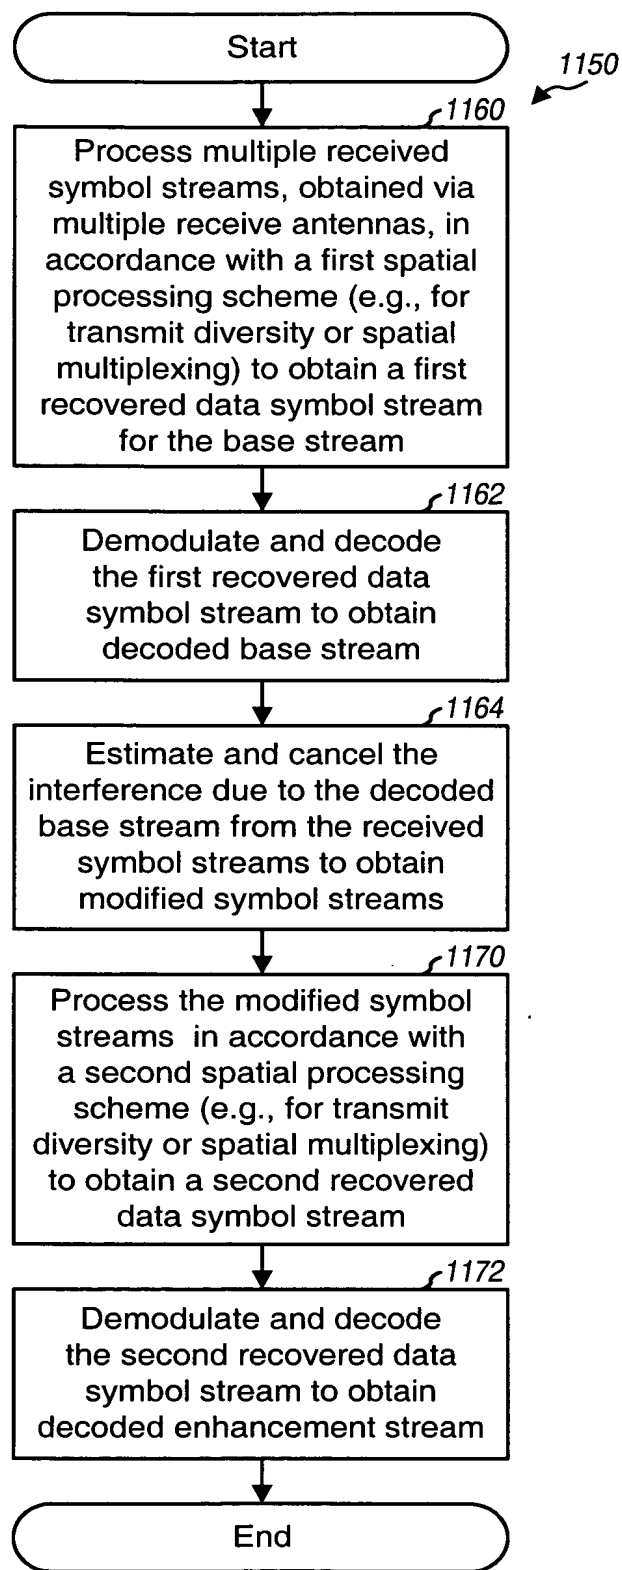 Start
1150
1160
Process multiple received
symbol streams, obtained via
multiple receive antennas, in
accordance with a first spatial
processing scheme (e.g., for
transmit diversity or spatial
multiplexing) to obtain a first
recovered data symbol stream
for the base stream
1162
Demodulate and decode
the first recovered data
symbol stream to obtain
decoded base stream
1164
Estimate and cancel the
interference due to the decoded
base stream from the received
symbol streams to obtain
modified symbol streams
1170
Process the modified symbol
streams in accordance with
a second spatial processing
scheme (e.g., for transmit
diversity or spatial multiplexing)
to obtain a second recovered
data symbol stream
1172
Demodulate and decode
the second recovered data
symbol stream to obtain
decoded enhancement stream
End